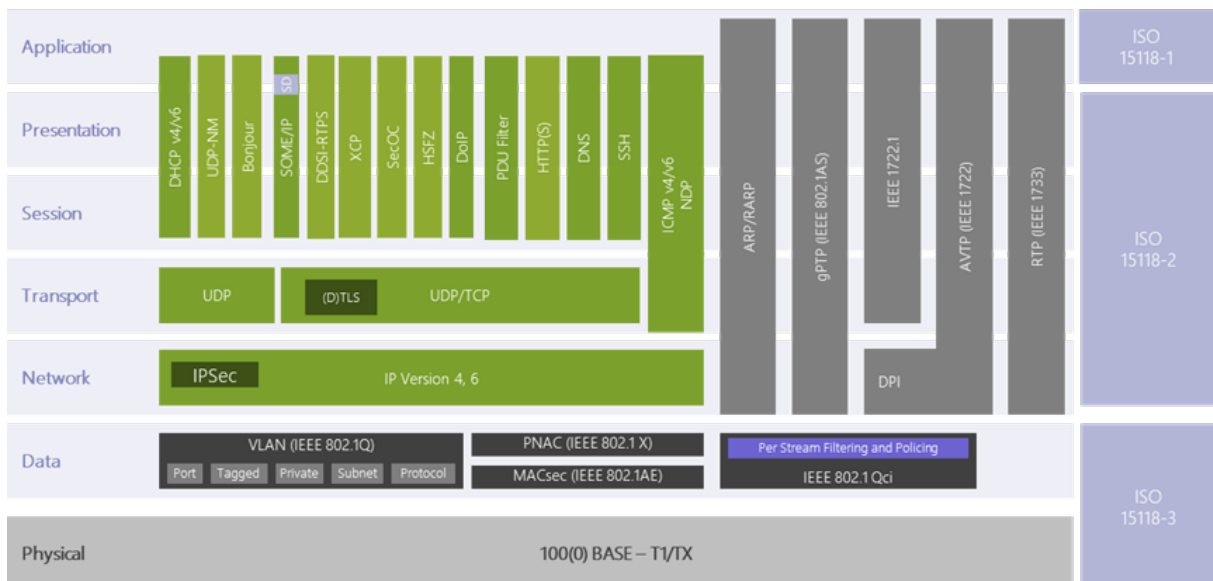 Application
Presentation
Session
Transport
Network
Data
Physical
DHCP v4/v6
UDP-NM
Bonjour
SD
SOME/IP
DDSI-RTPS
XCP
SecOC
HSFZ
DoIP
PDU Filter
HTTP(S)
DNS
SSH
ICMP v4/v6
NDP
ARP/RARP
gPTP (IEEE 802.1AS)
IEEE 1722.1
AVTP (IEEE 1722)
RTP (IEEE 1733)
UDP
(D)TLS
UDP/TCP
IPSec
IP Version 4, 6
DPI
VLAN (IEEE 802.1Q)
Port
Tagged
Private
Subnet
Protocol
PNAC (IEEE 802.1 X)
MACsec (IEEE 802.1AE)
Per Stream Filtering and Policing
IEEE 802.1 Qci
100(0) BASE – T1/TX
ISO
15118-1
ISO
15118-2
ISO
15118-3